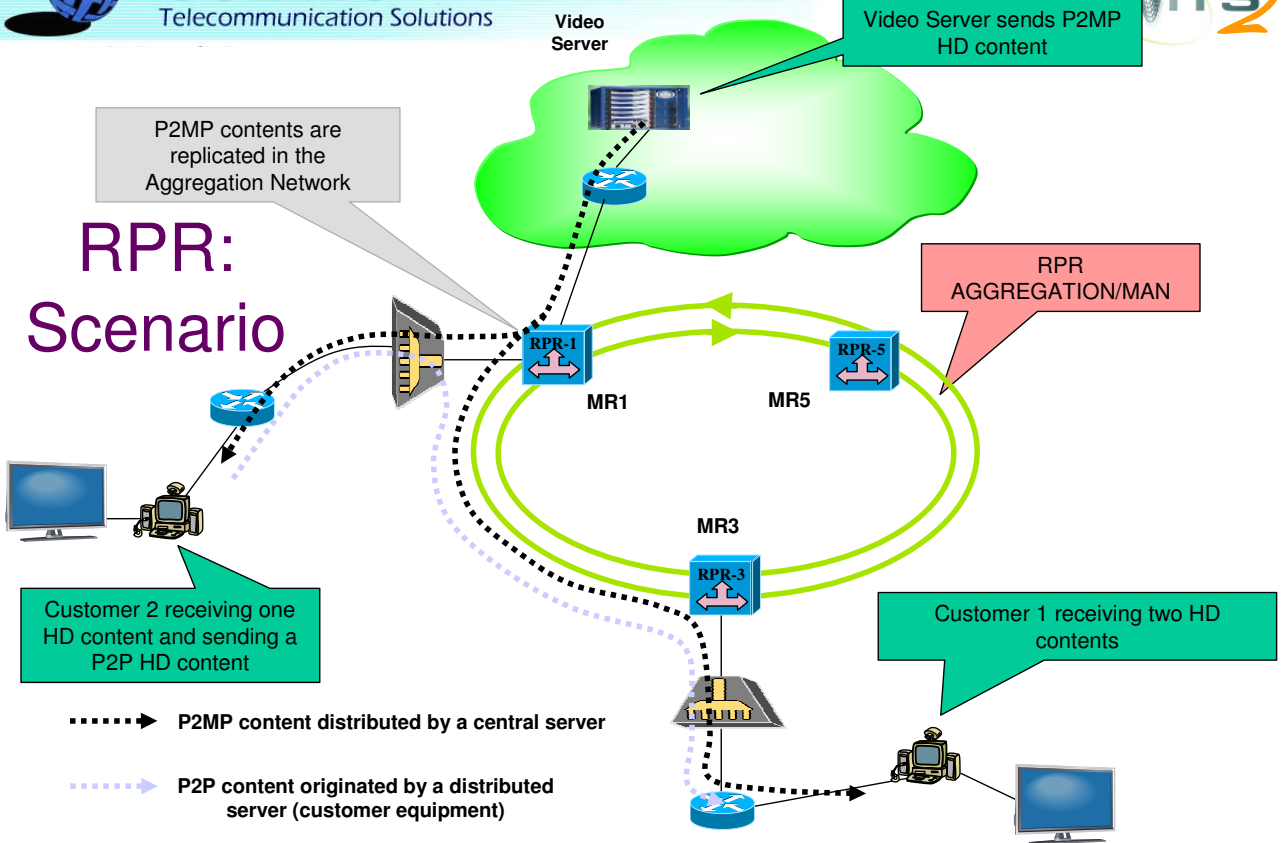 Telecommunication Solutions
Video
Server
Video Server sends P2MP
HD content
P2MP contents are
replicated in the
Aggregation Network
RPR:
Scenario
RPR
AGGREGATION/MAN
RPR-1
RPR-5
MR1
MR5
MR3
RPR-3
Customer 2 receiving one
HD content and sending a
P2P HD content
Customer 1 receiving two HD
contents
P2MP content distributed by a central server
P2P content originated by a distributed
server (customer equipment)